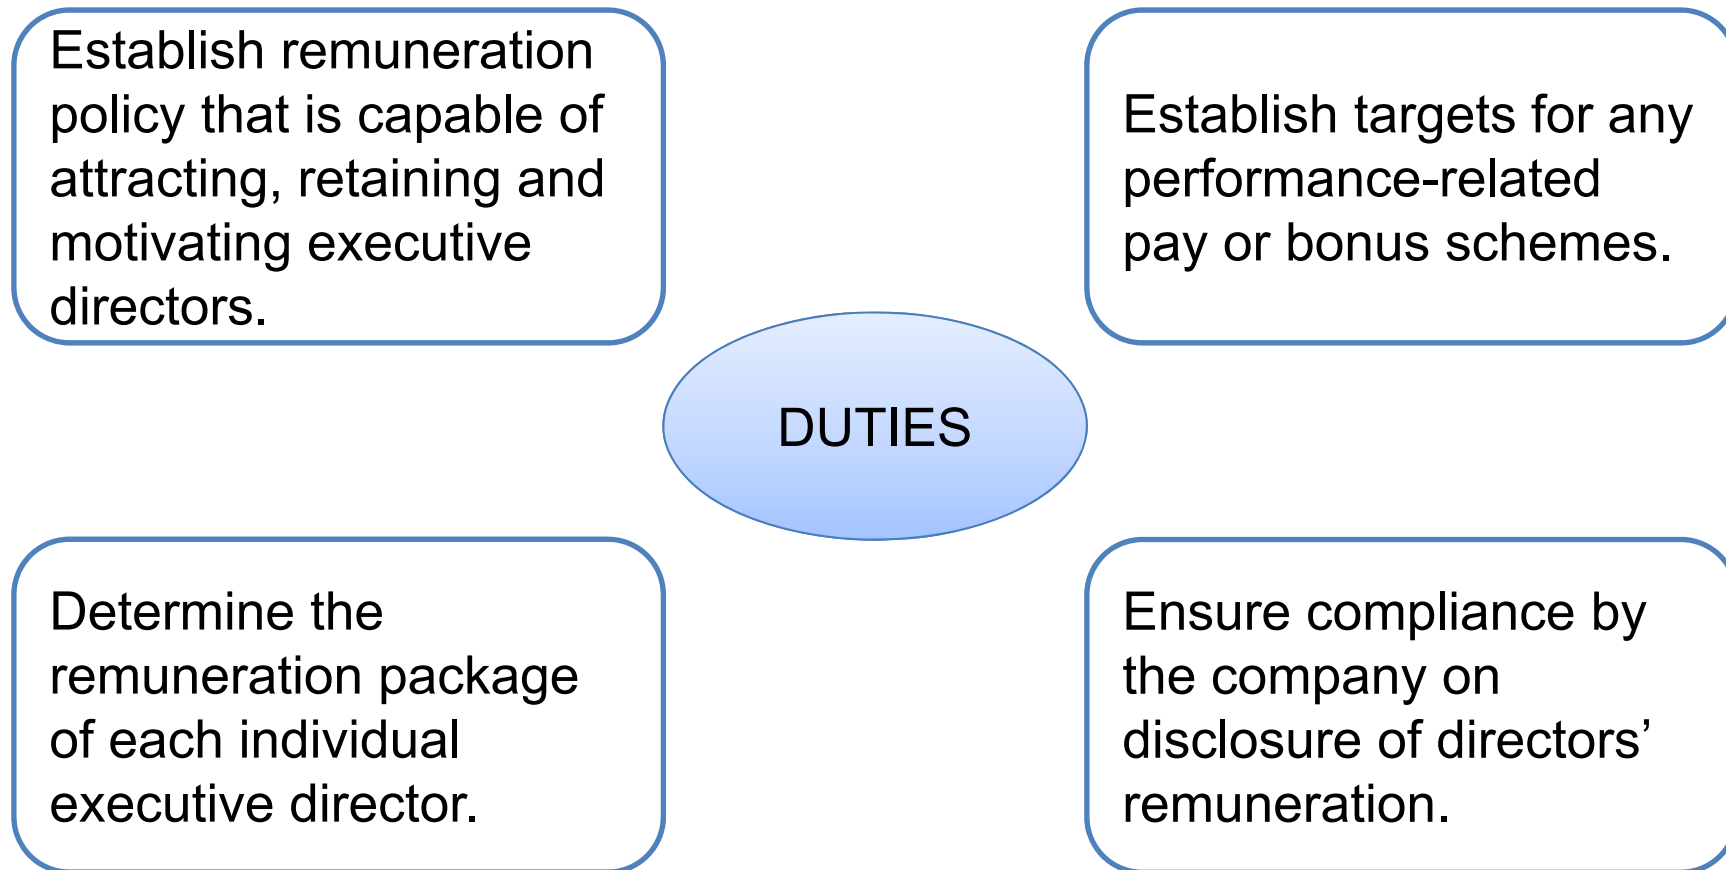 Establish remuneration
policy that is capable of
attracting, retaining and
motivating executive
directors.
Establish targets for any
performance-related
pay or bonus schemes.
DUTIES
Determine the
remuneration package
of each individual
executive director.
Ensure compliance by
the company on
disclosure of directors’
remuneration.